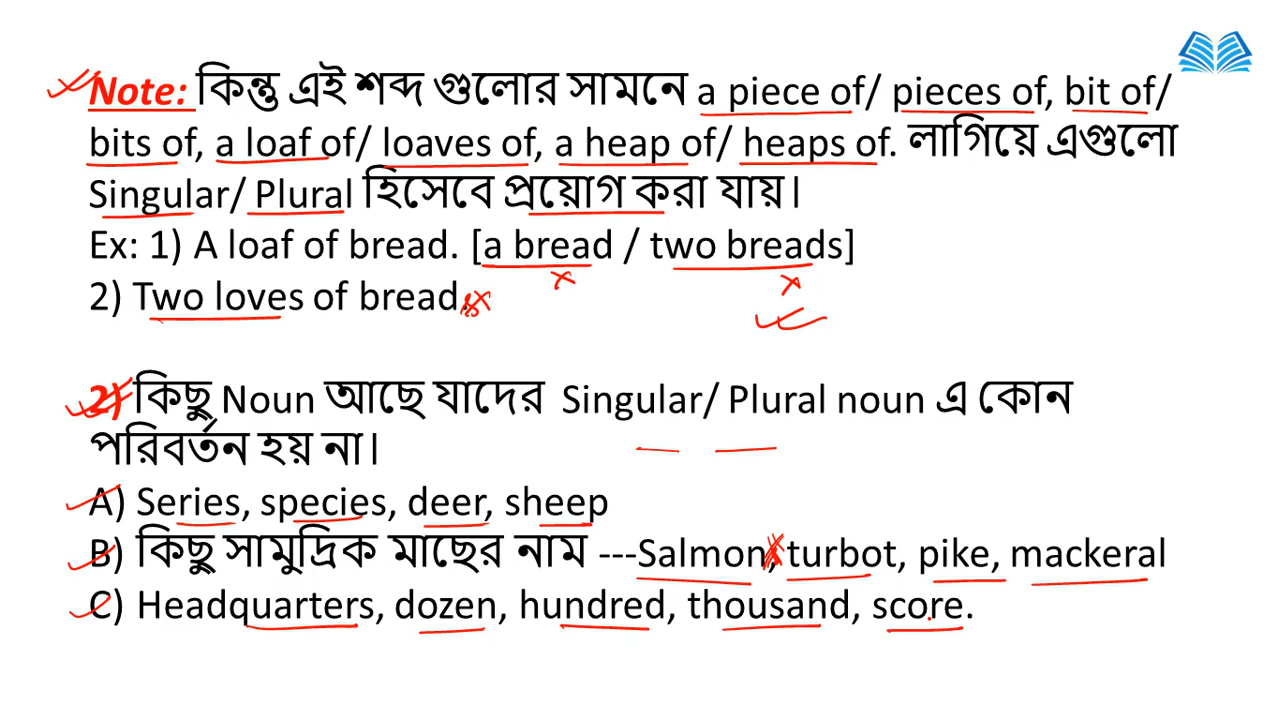 Note: কিন্তু এই শব্দ গুলোর সামনে a piece of/ pieces of, bit of/
bits of, a loaf of/ loaves of, a heap of/ heaps of. লাগিয়ে এগুলো
Singular/ Plural হিসেবে প্রয়োগ করা যায়।
Ex: 1) A loaf of bread. [a bread / two breads]
2) Two loves of bread.
2) কিছু Noun আছে যাদের Singular/ Plural noun এ কোন
পরিবর্তন হয় না।
A) Series, species, deer, sheep
B) কিছু সামুদ্রিক মাছের নাম ---Salmon, turbot, pike, mackeral
C) Headquarters, dozen, hundred, thousand, score.